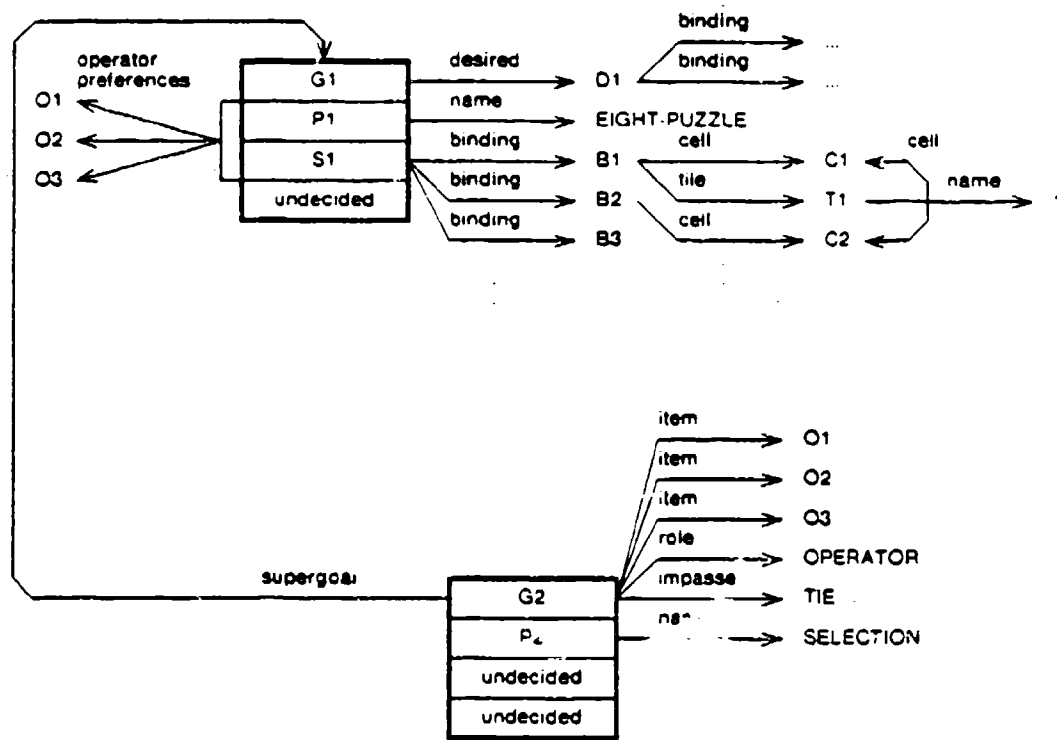 binding
...
operator
preferences
desired
binding
G1
D1
...
O1
name
P1
EIGHT-PUZZLE
O2
binding
cell
cell
S1
B1
C1
O3
binding
tile
name
undecided
B2
T1
binding
cell
B3
C2
item
O1
item
O2
item
O3
role
OPERATOR
supergoal
impasse
G2
TIE
SELECTION
undecided
undecided